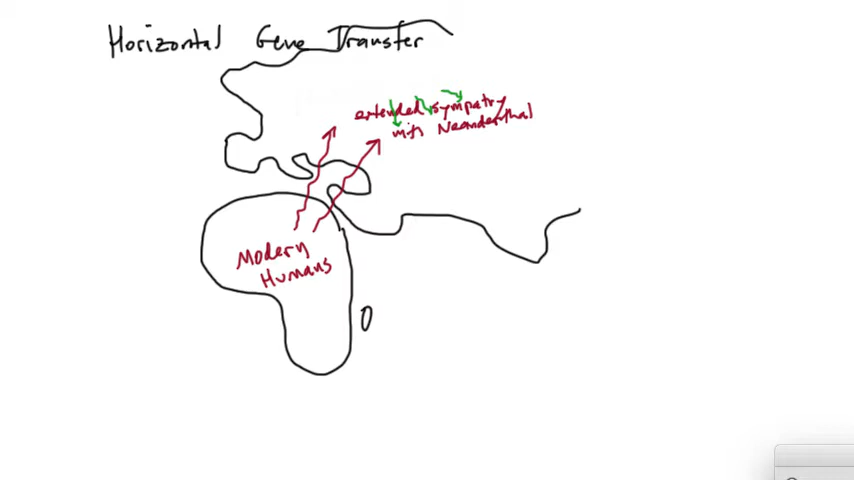 Horizontal Gene Transfer
extended sympatry
with Neanderthal
Modern
Humans